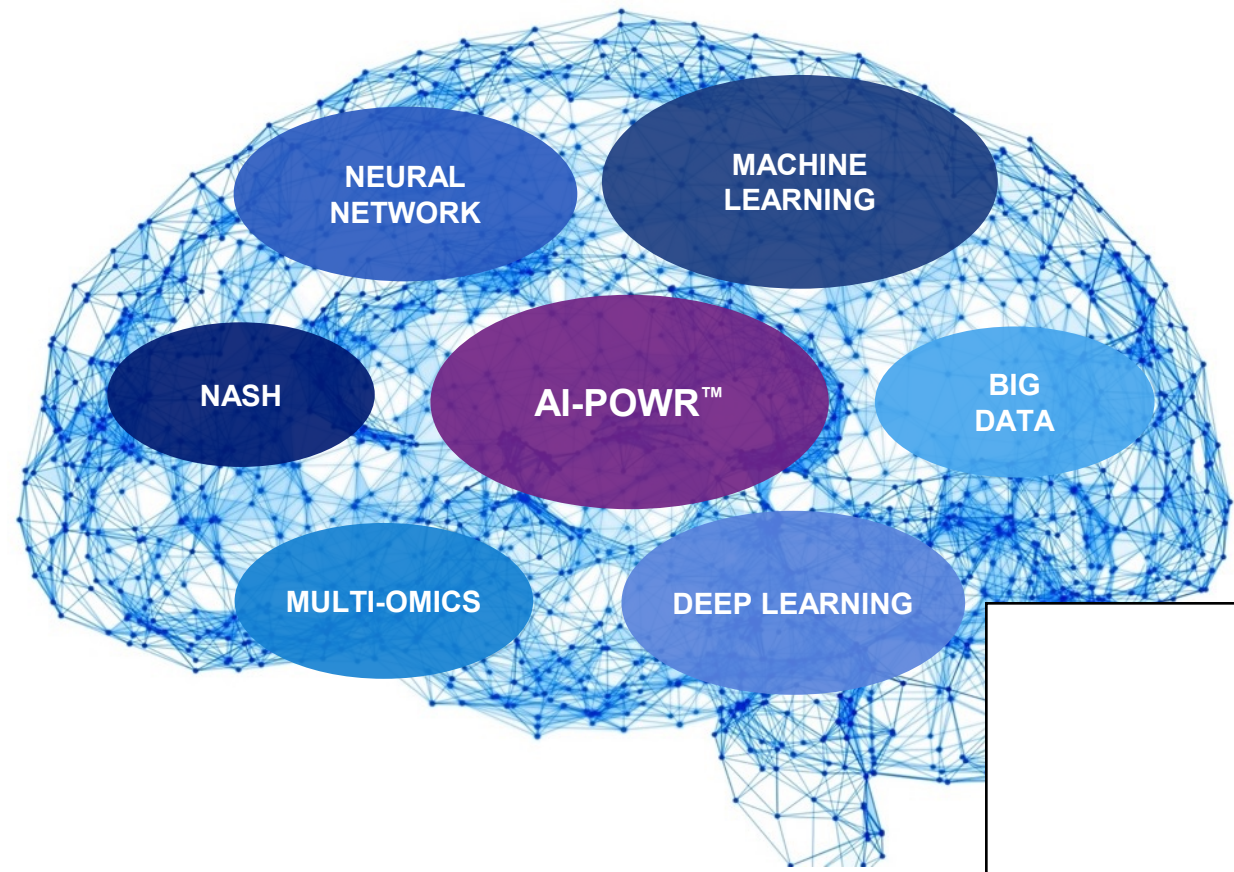 NEURAL
NETWORK
MACHINE
LEARNING
NASH
AI-POWR™
BIG
DATA
MULTI-OMICS
DEEP LEARNING